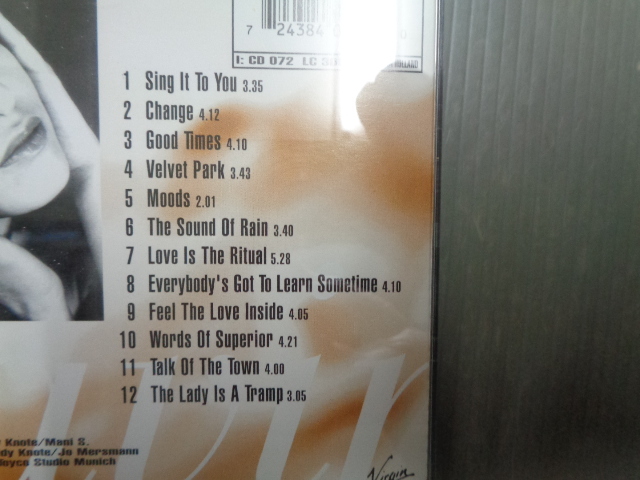 7 24384
I: CD 072 LC HOLLAND
1 Sing It To You 3.35
2 Change 4.12
3 Good Times 4.10
4 Velvet Park 3.43
5 Moods 2.01
6 The Sound Of Rain 3.40
7 Love Is The Ritual 5.28
8 Everybody's Got To Learn Sometime 4.10
9 Feel The Love Inside 4.05
10 Words Of Superior 4.21
11 Talk Of The Town 4.00
12 The Lady Is A Tramp 3.05
Knote/Mani S.
dy Knote/Jo Mersmann
Studio Munich
Virgin